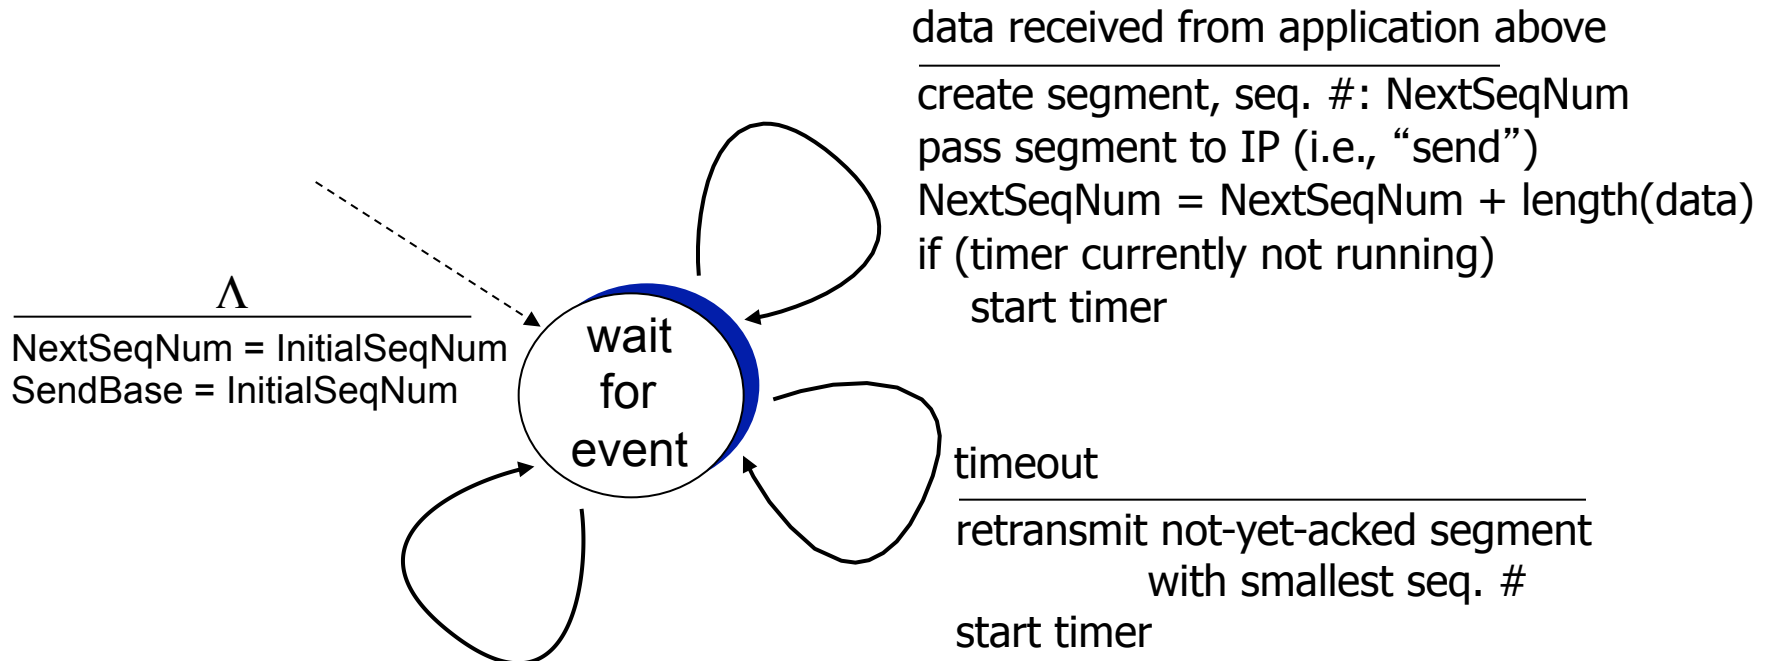 data received from application above
create segment, seq. #: NextSeqNum
pass segment to IP (i.e., “send”)
NextSeqNum = NextSeqNum + length(data)
if (timer currently not running)
start timer
Λ
NextSeqNum = InitialSeqNum
SendBase = InitialSeqNum
wait
for
event
timeout
retransmit not-yet-acked segment
with smallest seq. #
start timer